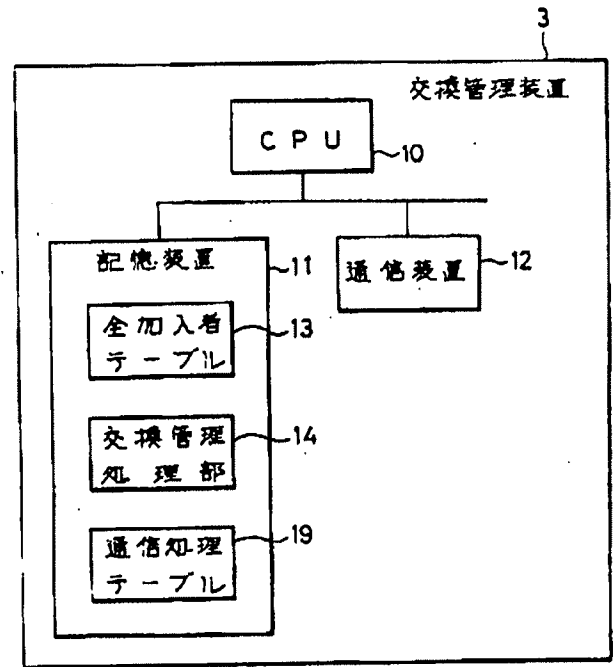 3
交換管理装置
CPU
10
記憶装置
11
通信装置
12
全加入者
テーブル
13
交換管理
処理部
14
通信処理
テーブル
19